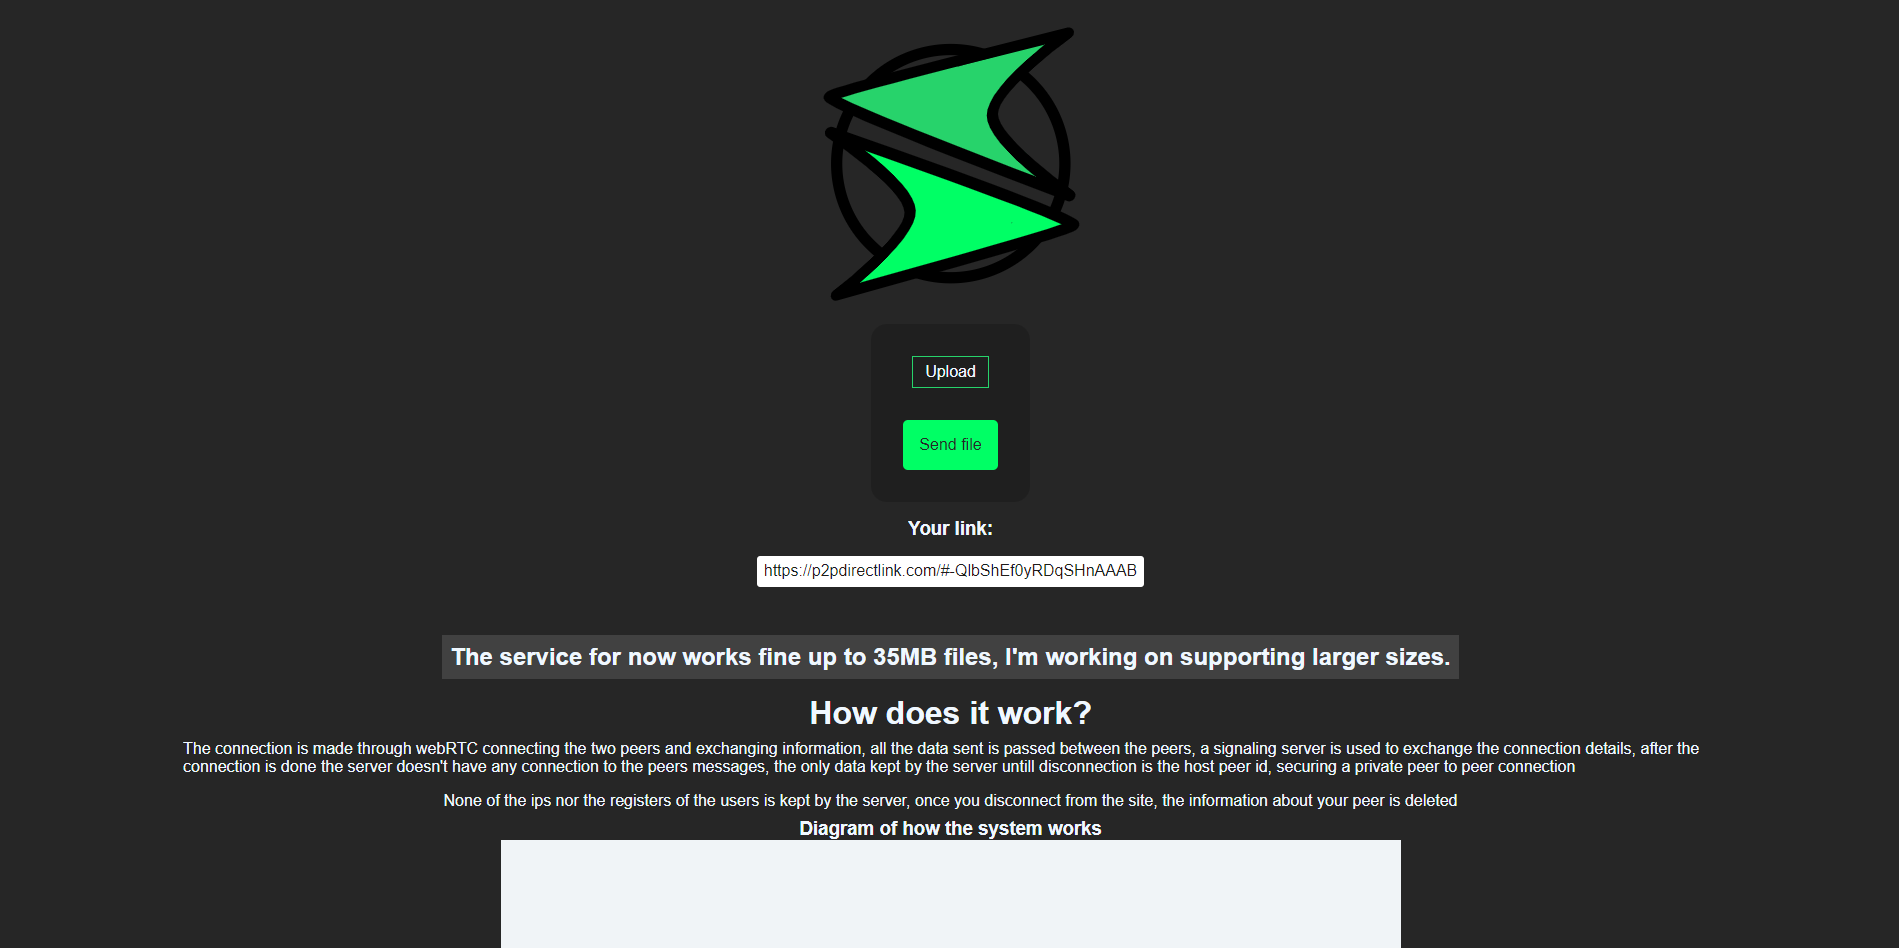 Upload
Send file
Your link:
https://p2pdirectlink.com/#-QlbShEf0yRDqSHnAAAB
The service for now works fine up to 35MB files, I'm working on supporting larger sizes.
How does it work?
The connection is made through webRTC connecting the two peers and exchanging information, all the data sent is passed between the peers, a signaling server is used to exchange the connection details, after the
connection is done the server doesn't have any connection to the peers messages, the only data kept by the server untill disconnection is the host peer id, securing a private peer to peer connection
None of the ips nor the registers of the users is kept by the server, once you disconnect from the site, the information about your peer is deleted
Diagram of how the system works